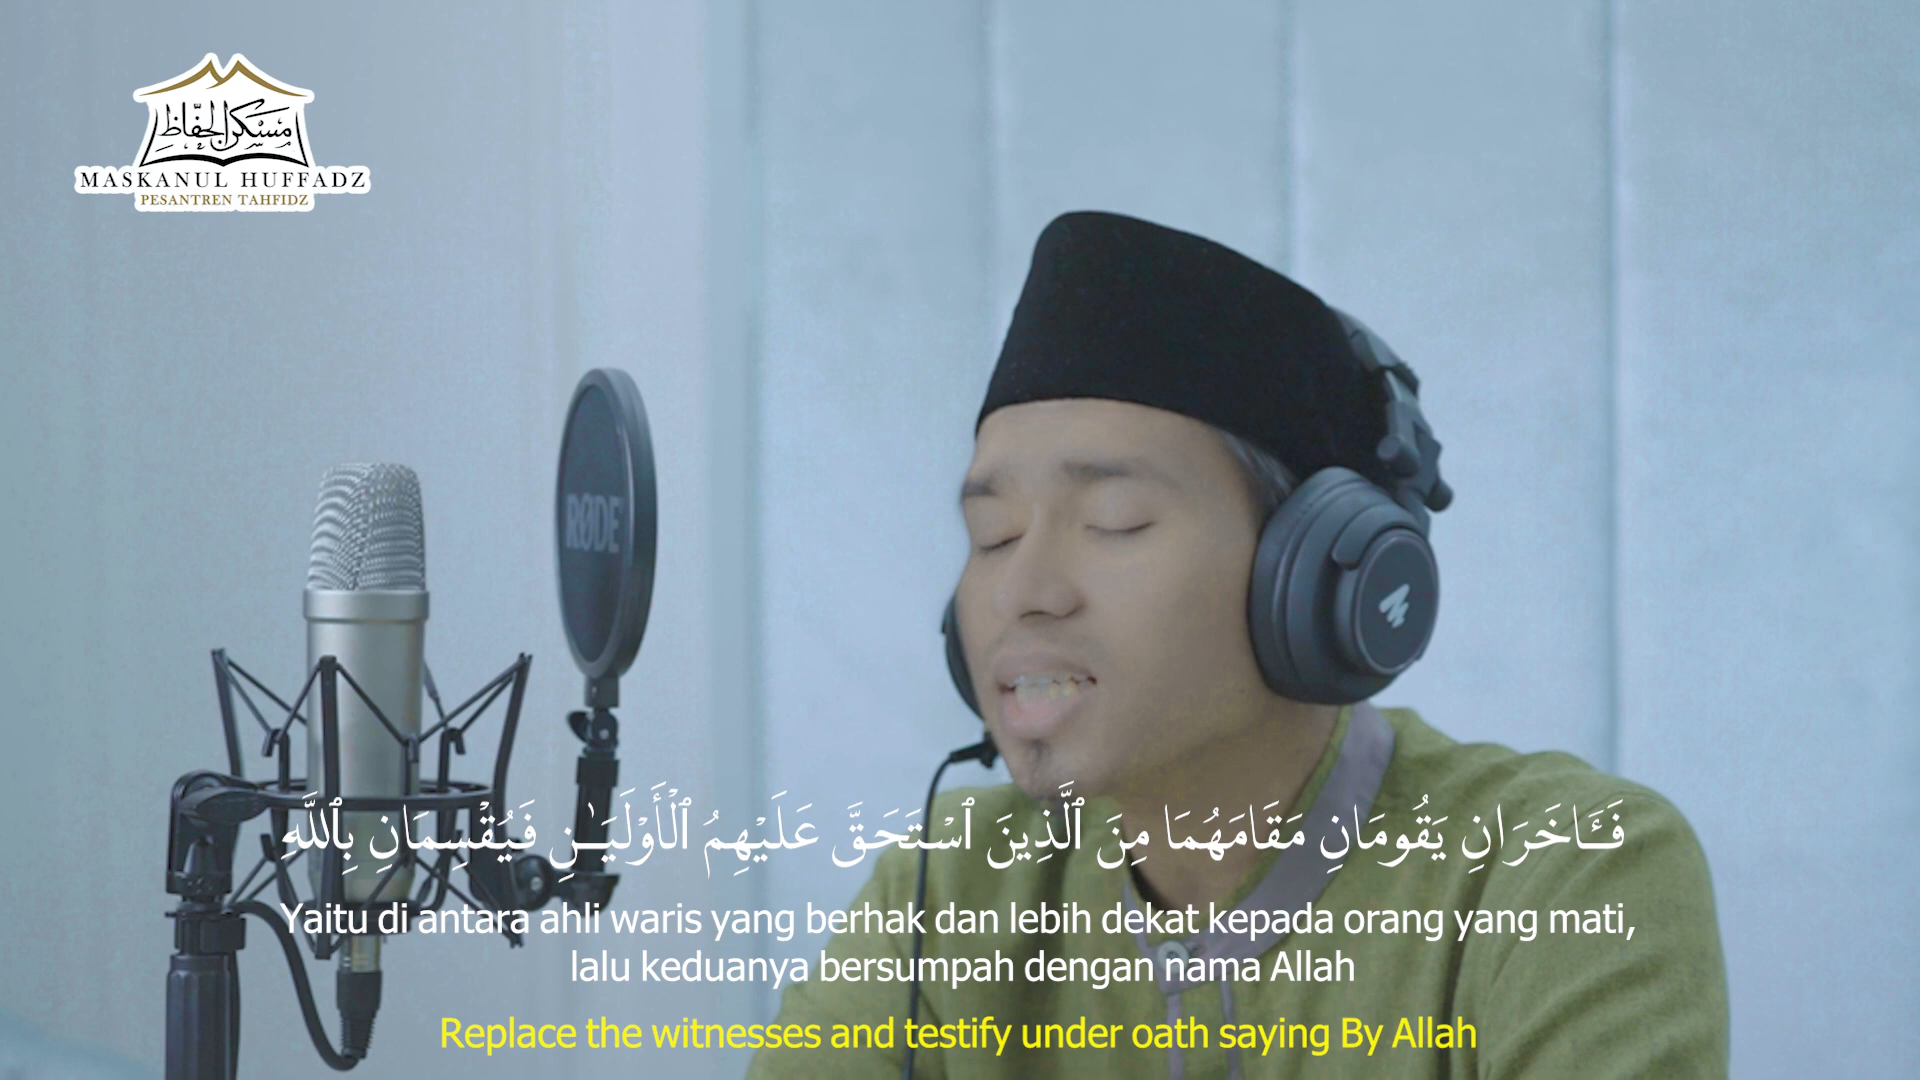 مسكن الحفاظ
MASKANUL HUFFADZ
PESANTREN TAHFIDZ
RØDE
فَـَٔاخَرَانِ يَقُومَانِ مَقَامَهُمَا مِنَ ٱلَّذِينَ ٱسْتَحَقَّ عَلَيْهِمُ ٱلْأَوْلَيَـٰنِ فَيُقْسِمَانِ بِٱللَّهِ
Yaitu di antara ahli waris yang berhak dan lebih dekat kepada orang yang mati,
lalu keduanya bersumpah dengan nama Allah
Replace the witnesses and testify under oath saying By Allah